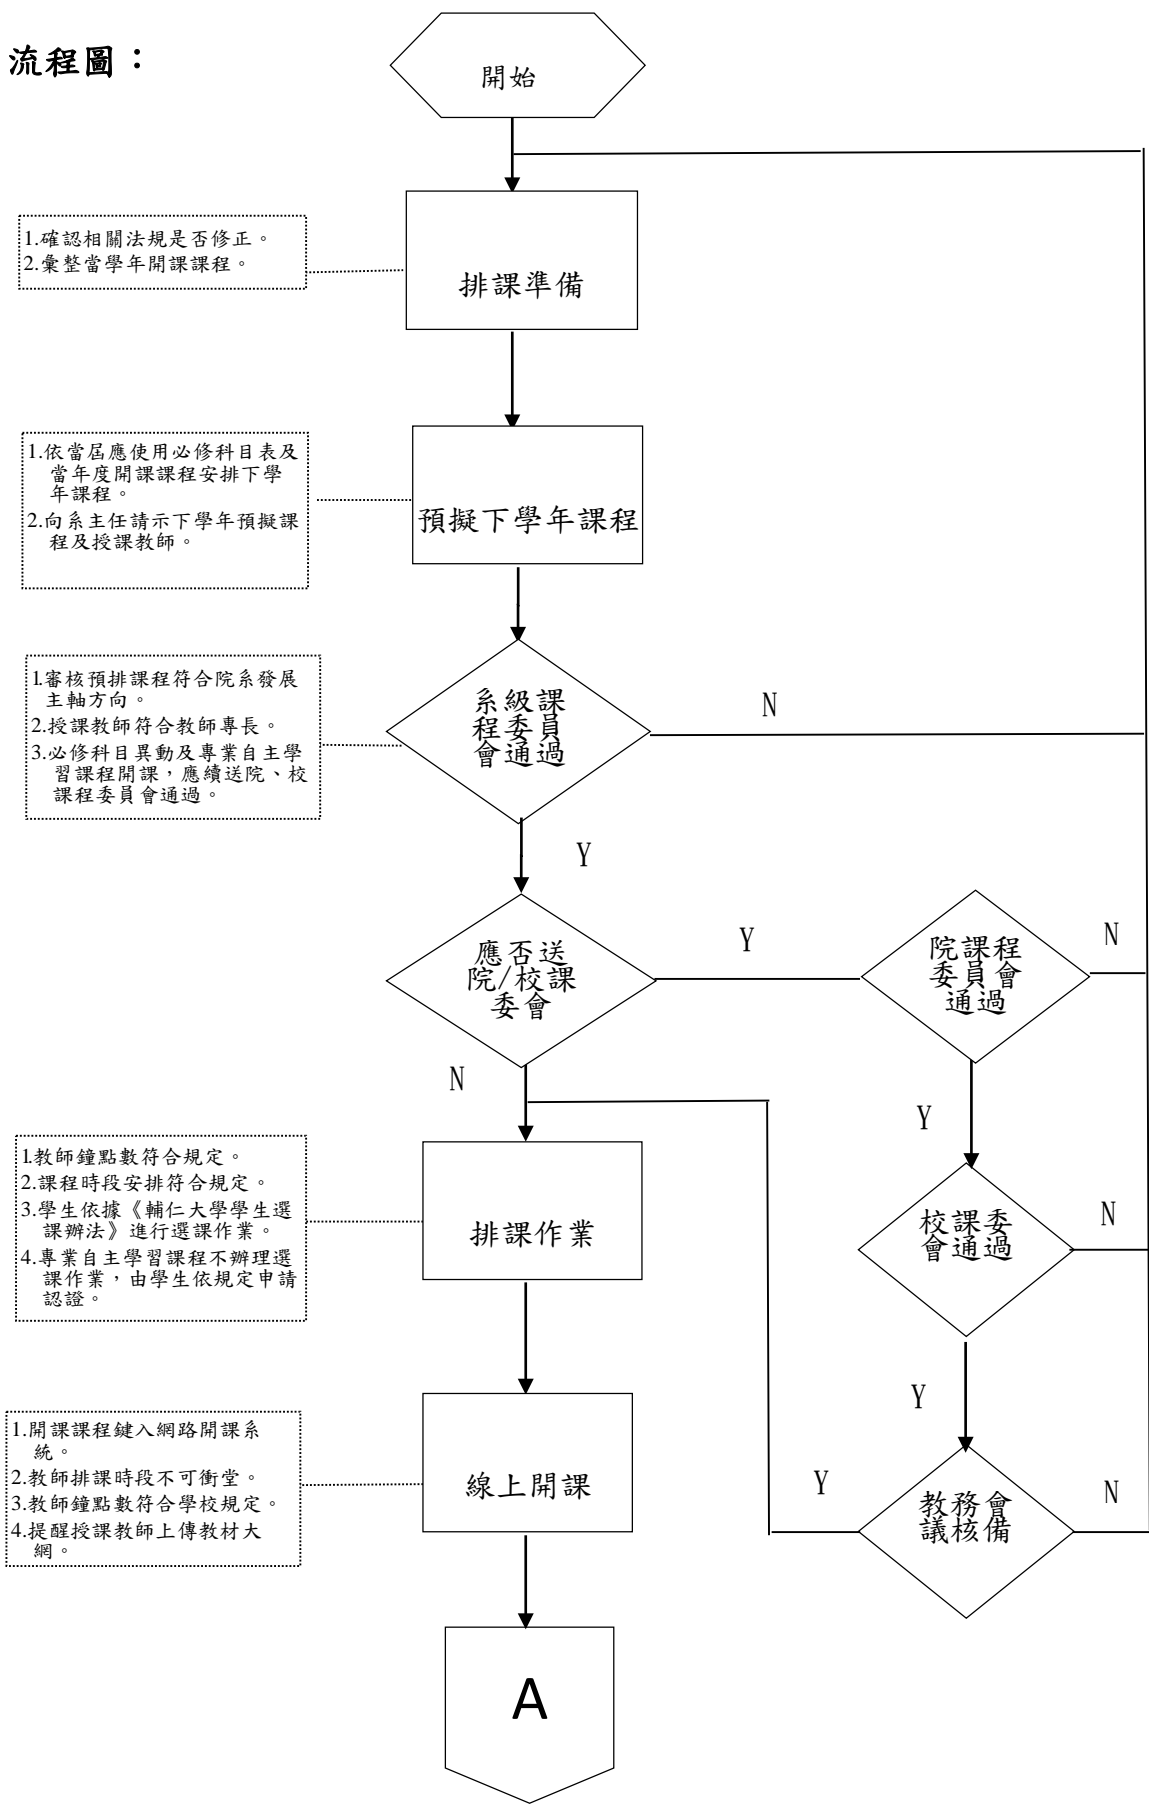 流程圖：
開始
1.確認相關法規是否修正。
2.彙整當學年開課課程。
排課準備
1.依當屆應使用必修科目表及
當年度開課課程安排下學
年課程。
2.向系主任請示下學年預擬課
程及授課教師。
預擬下學年課程
1.審核預排課程符合院系發展
主軸方向。
2.授課教師符合教師專長。
3.必修科目異動及專業自主學
習課程開課，應續送院、校
課程委員會通過。
系級課
程委員
會通過
N
Y
應否送
院/校課
委會
Y
院課程
委員會
通過
N
N
Y
1.教師鐘點數符合規定。
2.課程時段安排符合規定。
3.學生依據《輔仁大學學生選
課辦法》進行選課作業。
4.專業自主學習課程不辦理選
課作業，由學生依規定申請
認證。
排課作業
校課委
會通過
N
Y
1.開課課程鍵入網路開課系
統。
2.教師排課時段不可衝堂。
3.教師鐘點數符合學校規定。
4.提醒授課教師上傳教材大
網。
線上開課
Y
教務會
議核備
N
A